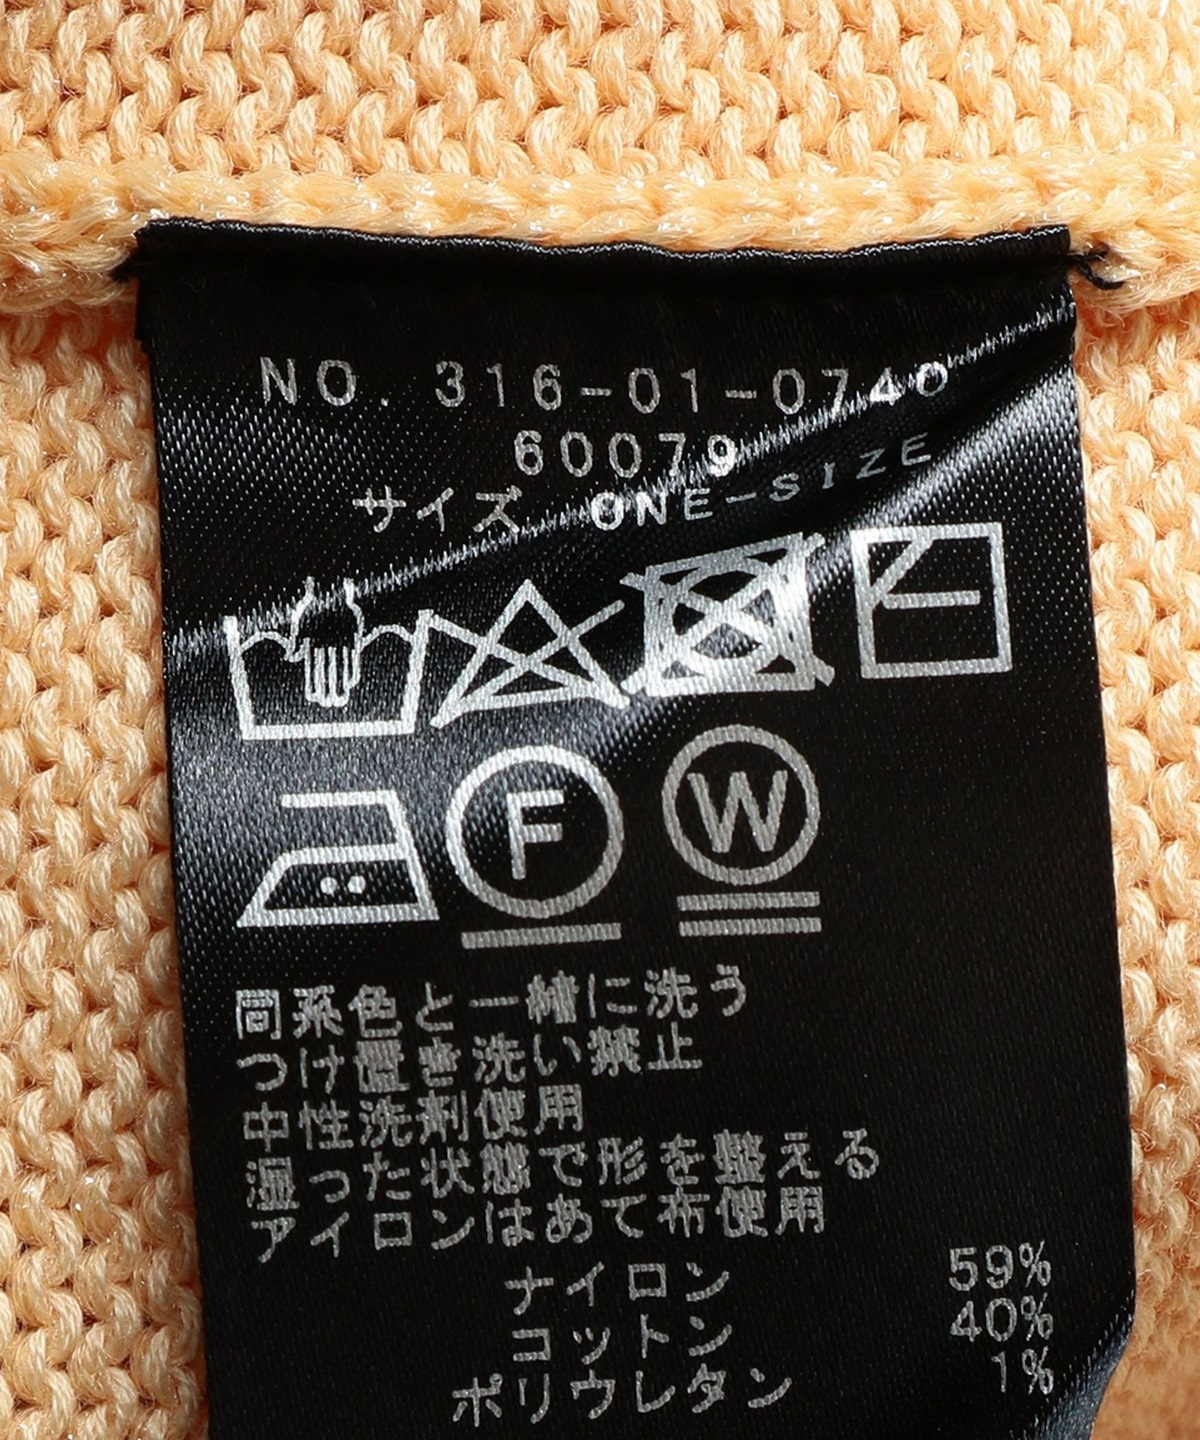 NO. 316-01-0740
60079
サイズ ONE-SIZE
F
W
同系色と一緒に洗う
つけ置き洗い禁止
中性洗剤使用
湿った状態で形を整える
アイロンはあて布使用
ナイロン 59%
コットン 40%
ポリウレタン 1%